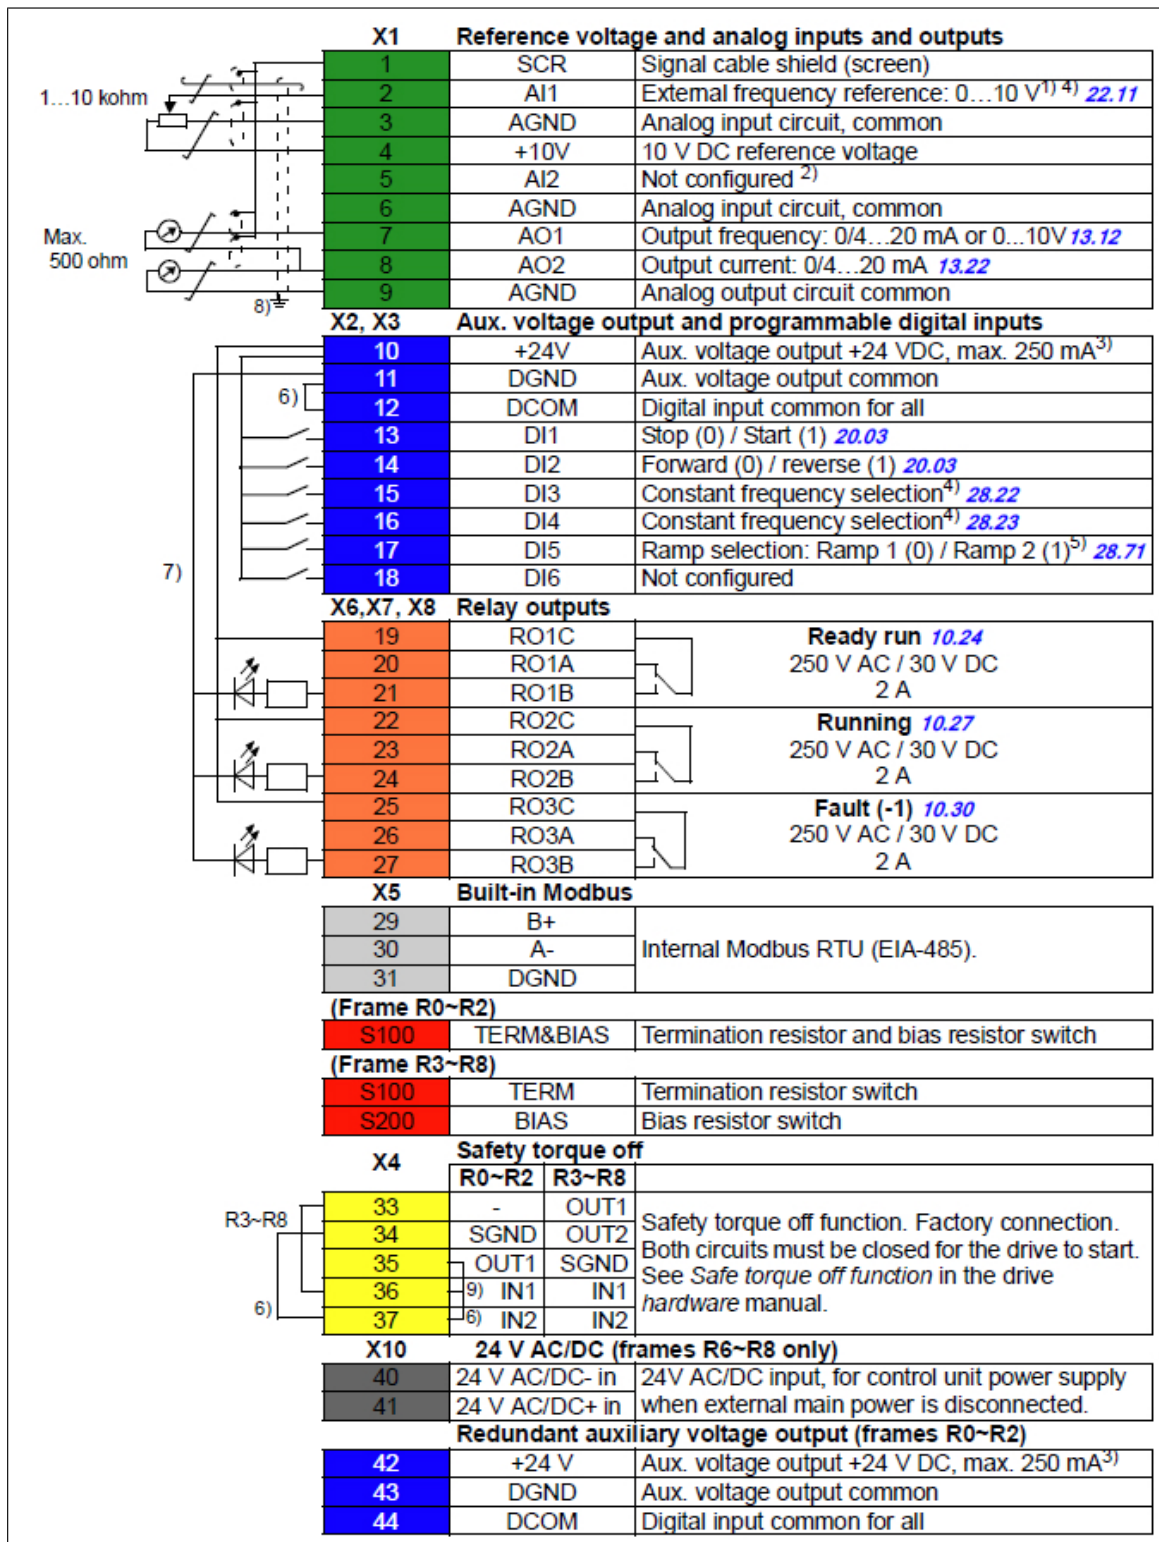 X1 Reference voltage and analog inputs and outputs
1 SCR Signal cable shield (screen)
1…10 kohm 2 AI1 External frequency reference: 0…10 V1) 4) 22.11
3 AGND Analog input circuit, common
4 +10V 10 V DC reference voltage
5 AI2 Not configured 2)
6 AGND Analog input circuit, common
Max. 500 ohm
7 AO1 Output frequency: 0/4…20 mA or 0...10V 13.12
8 AO2 Output current: 0/4…20 mA 13.22
8) 9 AGND Analog output circuit common
X2, X3 Aux. voltage output and programmable digital inputs
10 +24V Aux. voltage output +24 VDC, max. 250 mA3)
11 DGND Aux. voltage output common
6) 12 DCOM Digital input common for all
13 DI1 Stop (0) / Start (1) 20.03
14 DI2 Forward (0) / reverse (1) 20.03
15 DI3 Constant frequency selection4) 28.22
16 DI4 Constant frequency selection4) 28.23
17 DI5 Ramp selection: Ramp 1 (0) / Ramp 2 (1)5) 28.71
7) 18 DI6 Not configured
X6,X7, X8 Relay outputs
19 RO1C Ready run 10.24
20 RO1A 250 V AC / 30 V DC
21 RO1B 2 A
22 RO2C Running 10.27
23 RO2A 250 V AC / 30 V DC
24 RO2B 2 A
25 RO3C Fault (-1) 10.30
26 RO3A 250 V AC / 30 V DC
27 RO3B 2 A
X5 Built-in Modbus
29 B+
30 A- Internal Modbus RTU (EIA-485).
31 DGND
(Frame R0~R2)
S100 TERM&BIAS Termination resistor and bias resistor switch
(Frame R3~R8)
S100 TERM Termination resistor switch
S200 BIAS Bias resistor switch
X4 Safety torque off
R0~R2 R3~R8
R3~R8 33 - OUT1 Safety torque off function. Factory connection.
34 SGND OUT2 Both circuits must be closed for the drive to start.
35 OUT1 SGND See Safe torque off function in the drive
36 9) IN1 IN1 hardware manual.
6) 37 6) IN2 IN2
X10 24 V AC/DC (frames R6~R8 only)
40 24 V AC/DC- in 24V AC/DC input, for control unit power supply
41 24 V AC/DC+ in when external main power is disconnected.
Redundant auxiliary voltage output (frames R0~R2)
42 +24 V Aux. voltage output +24 V DC, max. 250 mA3)
43 DGND Aux. voltage output common
44 DCOM Digital input common for all